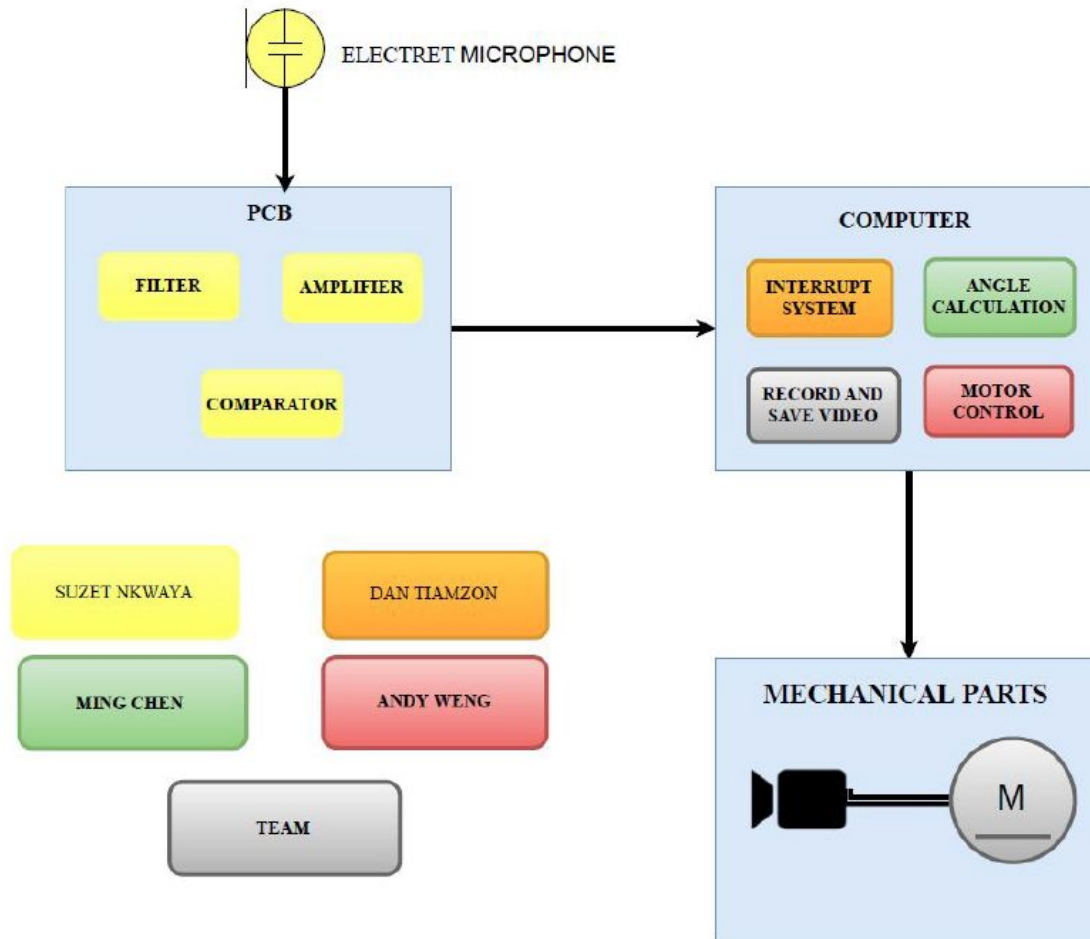 ELECTRET MICROPHONE
PCB
FILTER
AMPLIFIER
COMPARATOR
COMPUTER
INTERRUPT
SYSTEM
ANGLE
CALCULATION
RECORD AND
SAVE VIDEO
MOTOR
CONTROL
SUZET NKWAYA
DAN TIAMZON
MING CHEN
ANDY WENG
TEAM
MECHANICAL PARTS
M